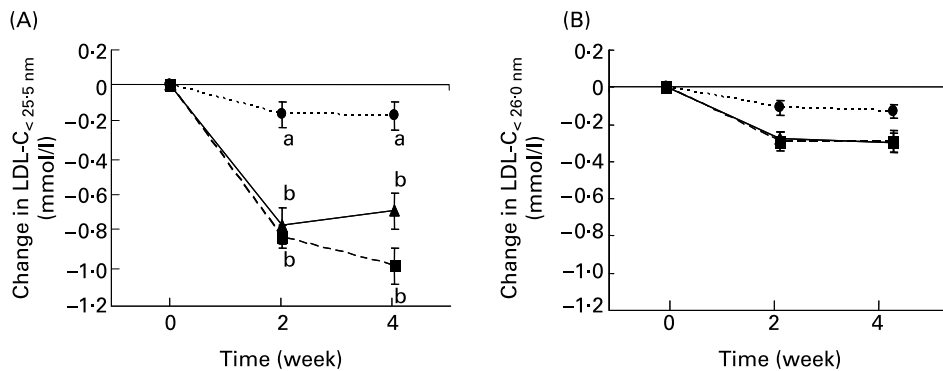 (A)
Change in LDL-C< 25·5 nm
(mmol/l)
0·2
0
−0·2
−0·4
−0·6
−0·8
−1·0
−1·2
a
a
b
b
b
b
0
2
4
Time (week)
(B)
Change in LDL-C< 26·0 nm
(mmol/l)
0·2
0
−0·2
−0·4
−0·6
−0·8
−1·0
−1·2
0
2
4
Time (week)